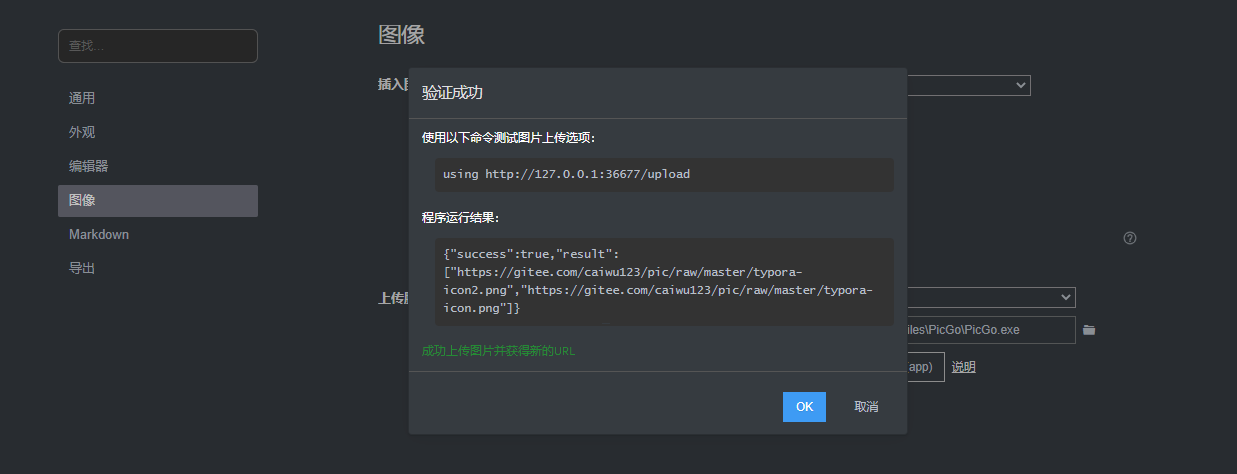 图像
查找...
插入
验证成功
通用
使用以下命令测试图片上传选项：
外观
编辑器
using http://127.0.0.1:36677/upload
图像
程序运行结果：
Markdown
{"success":true,"result":
导出
["https://gitee.com/caiwu123/pic/raw/master/typora-
icon2.png","https://gitee.com/caiwu123/pic/raw/master/typora-
上传
icon.png"]}
iles\PicGo\PicGo.exe
成功上传图片并获得新的URL
app)
说明
OK
取消